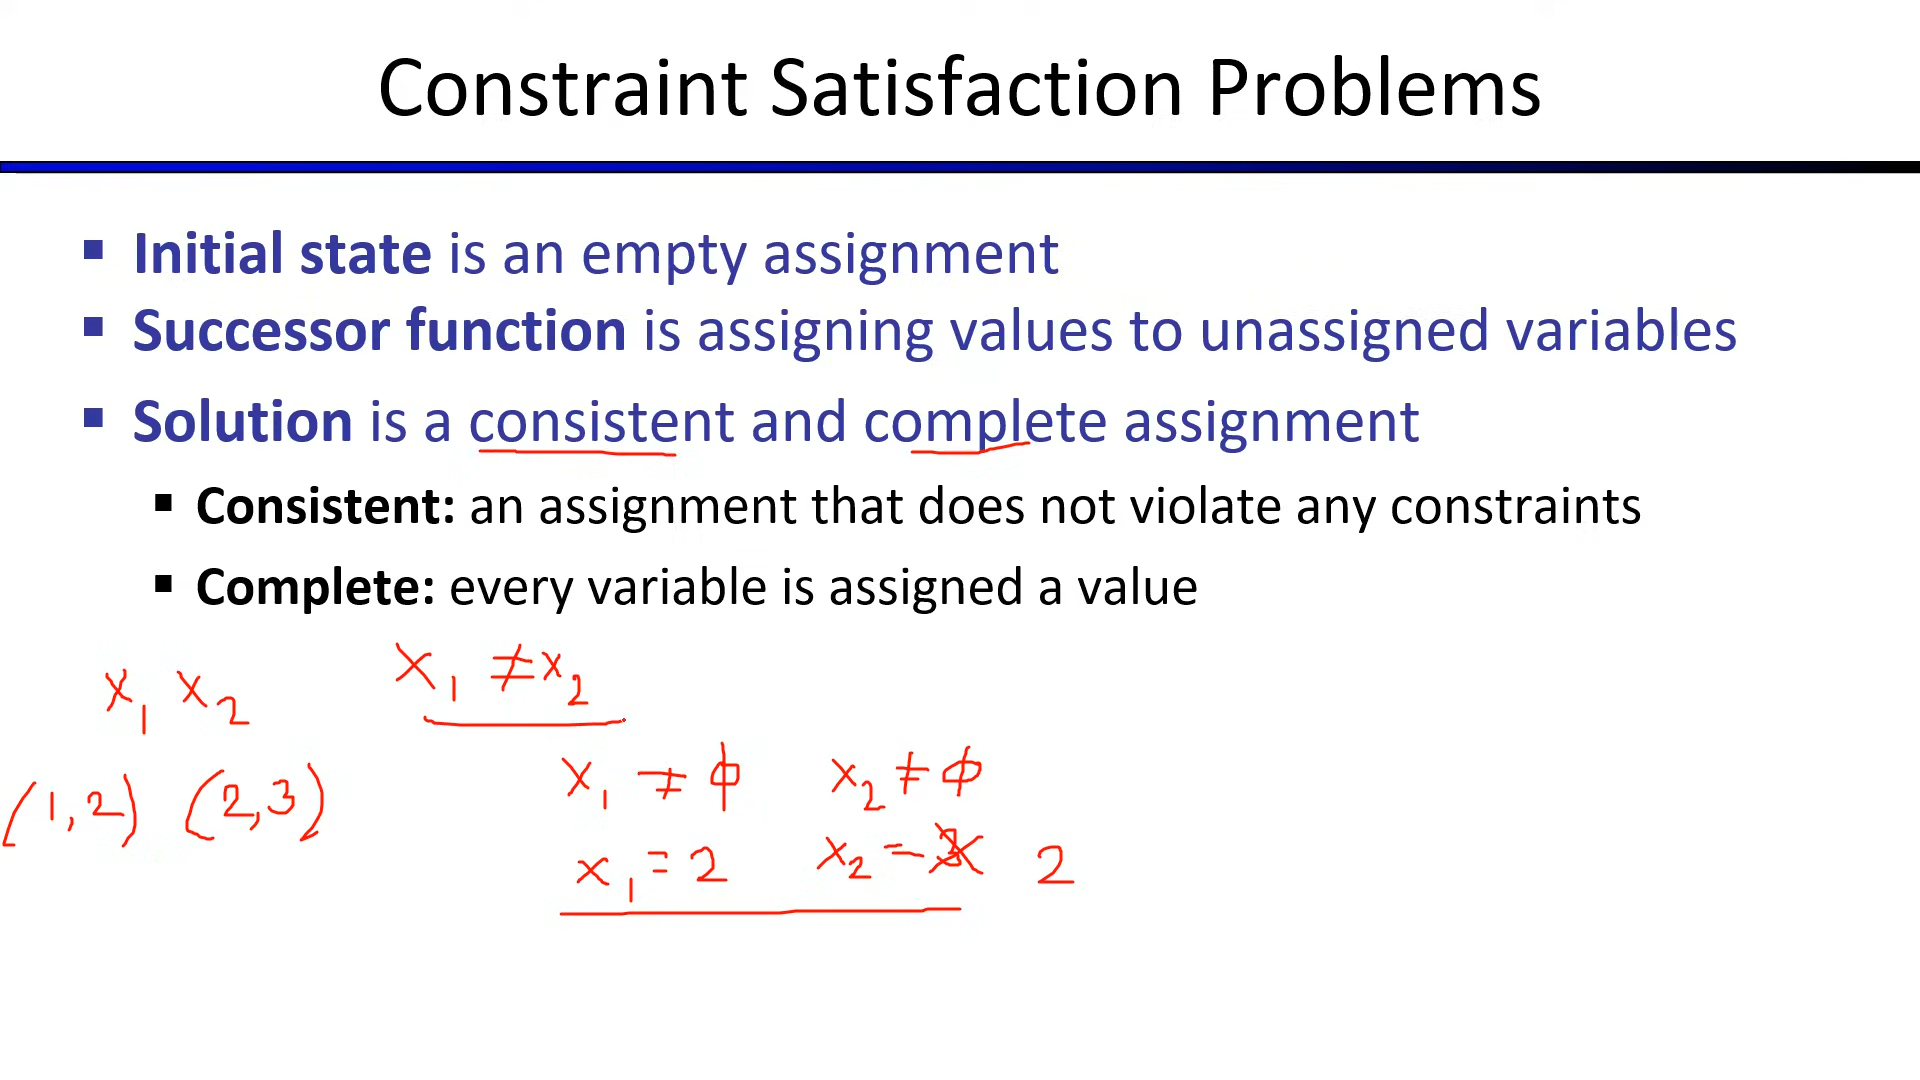 Constraint Satisfaction Problems
▪ Initial state is an empty assignment
▪ Successor function is assigning values to unassigned variables
▪ Solution is a consistent and complete assignment
▪ Consistent: an assignment that does not violate any constraints
▪ Complete: every variable is assigned a value
x₁ x₂
x₁ ≠ x₂
(1,2) (2,3)
x₁ ≠ ϕ x₂ ≠ ϕ
x₁ = 2 x₂ = 2